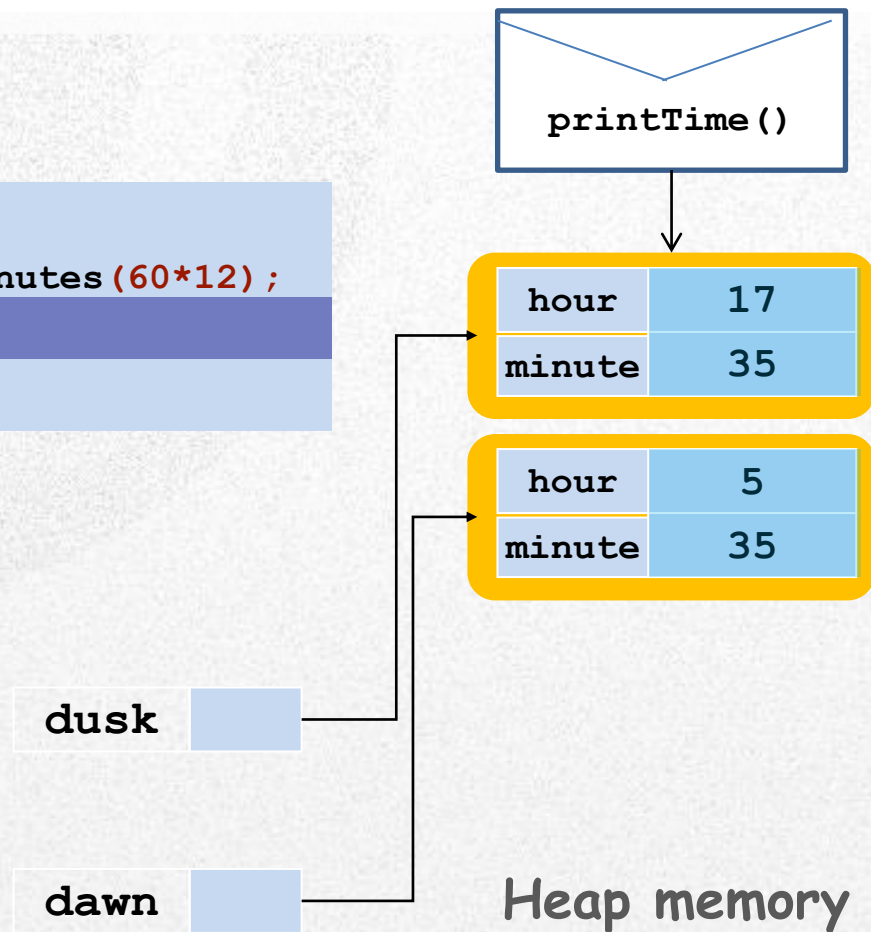 printTime()
nutes(60*12);
hour 17
minute 35
hour 5
minute 35
dusk
dawn
Heap memory